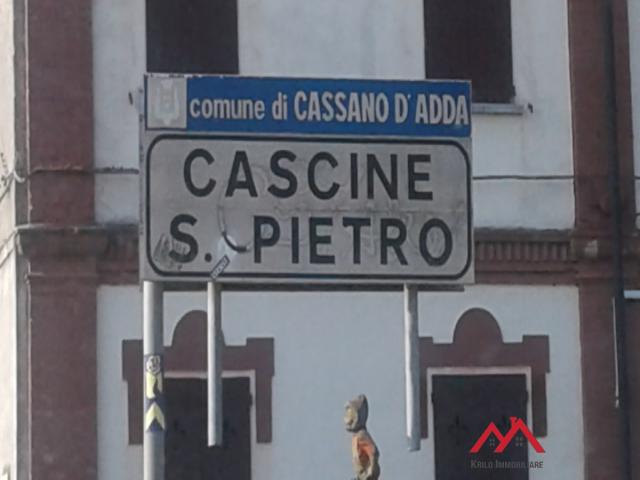 comune di CASSANO D'ADDA
CASCINE
S. PIETRO
KRILO IMMOBILIARE